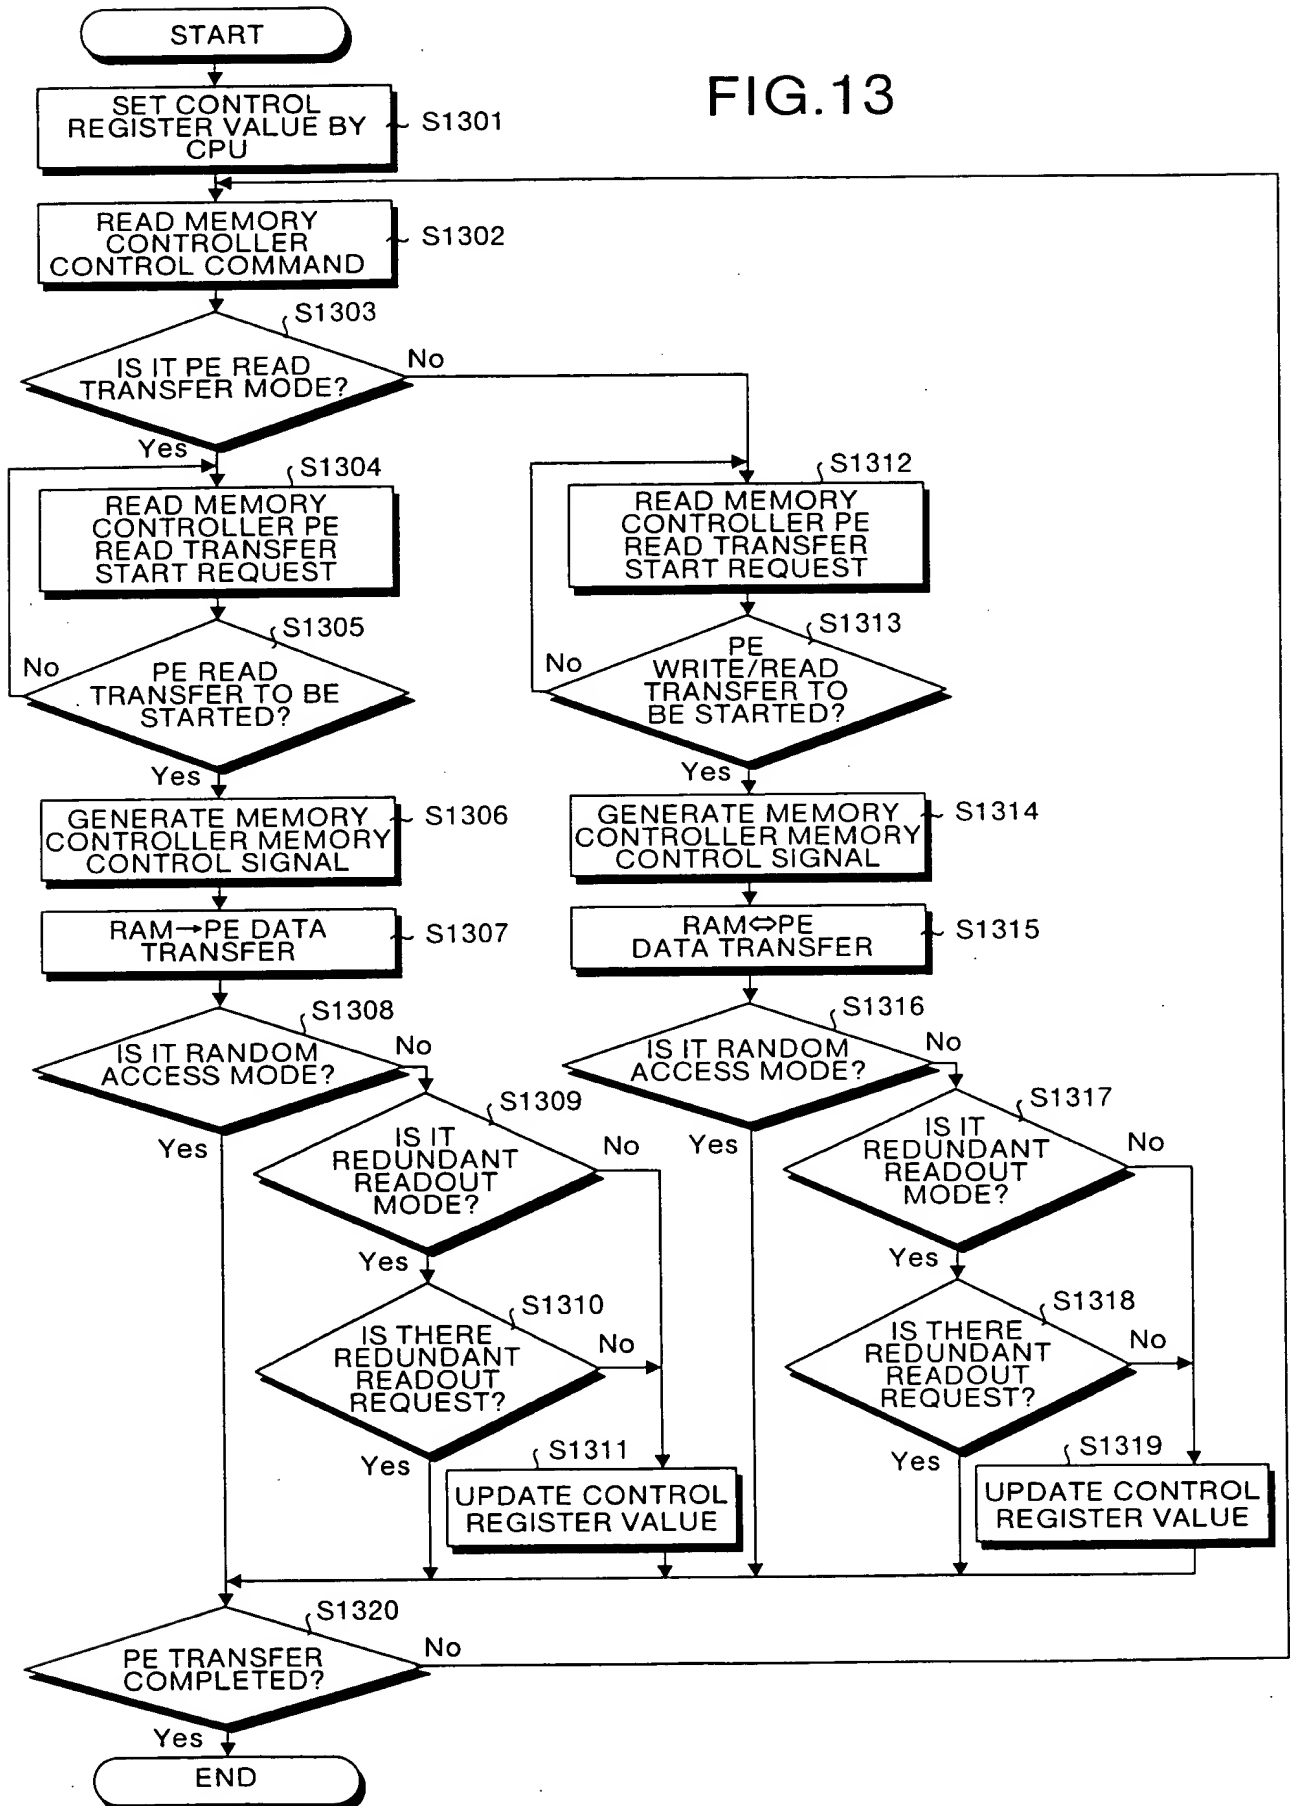 START
FIG.13
SET CONTROL
REGISTER VALUE BY
CPU
S1301
READ MEMORY
CONTROLLER
CONTROL COMMAND
S1302
S1303
IS IT PE READ
TRANSFER MODE?
No
Yes
S1304
READ MEMORY
CONTROLLER PE
READ TRANSFER
START REQUEST
S1305
No
PE READ
TRANSFER TO BE
STARTED?
Yes
GENERATE MEMORY
CONTROLLER MEMORY
CONTROL SIGNAL
S1306
RAM→PE DATA
TRANSFER
S1307
S1308
IS IT RANDOM
ACCESS MODE?
No
Yes
S1309
IS IT
REDUNDANT
READOUT
MODE?
No
Yes
S1310
IS THERE
REDUNDANT
READOUT
REQUEST?
No
Yes
S1311
UPDATE CONTROL
REGISTER VALUE
S1312
READ MEMORY
CONTROLLER PE
READ TRANSFER
START REQUEST
S1313
No
PE
WRITE/READ
TRANSFER TO
BE STARTED?
Yes
GENERATE MEMORY
CONTROLLER MEMORY
CONTROL SIGNAL
S1314
RAM⇔PE
DATA TRANSFER
S1315
S1316
IS IT RANDOM
ACCESS MODE?
No
Yes
S1317
IS IT
REDUNDANT
READOUT
MODE?
No
Yes
S1318
IS THERE
REDUNDANT
READOUT
REQUEST?
No
Yes
S1319
UPDATE CONTROL
REGISTER VALUE
S1320
PE TRANSFER
COMPLETED?
No
Yes
END